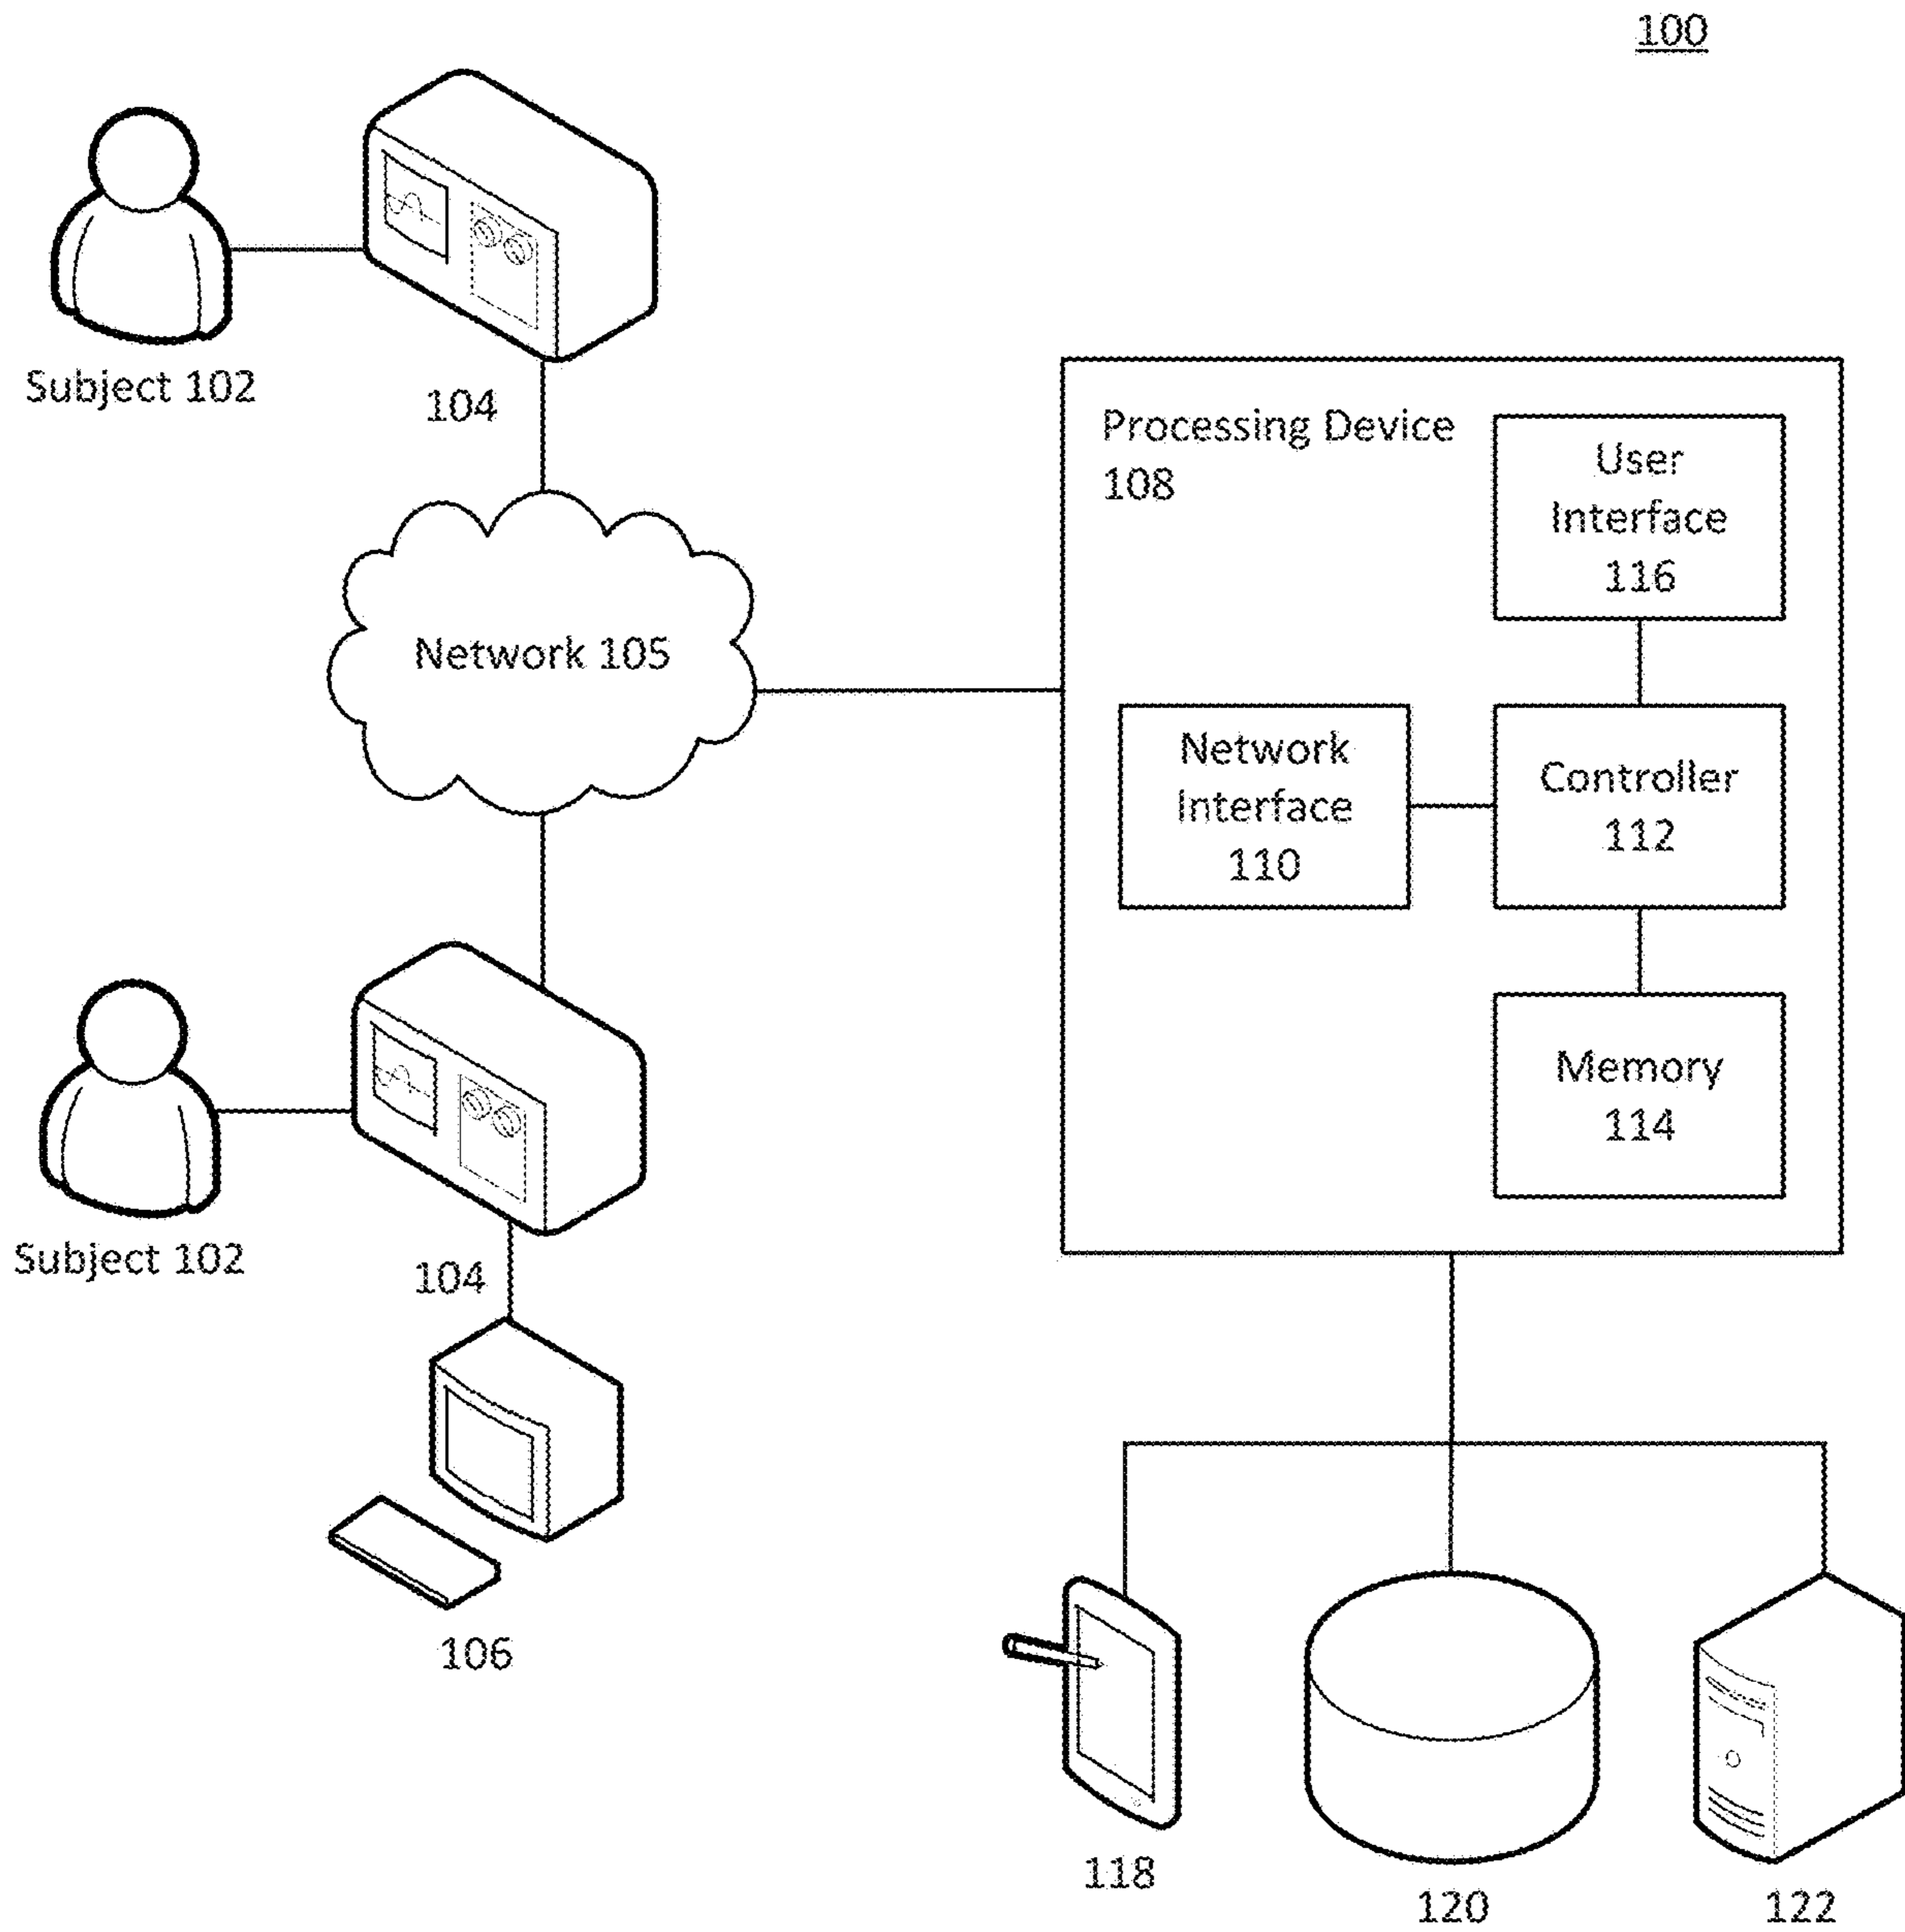 100
Subject 102
104
Network 105
Processing Device
108
User
Interface
116
Network
Interface
110
Controller
112
Memory
114
Subject 102
104
106
118
120
122